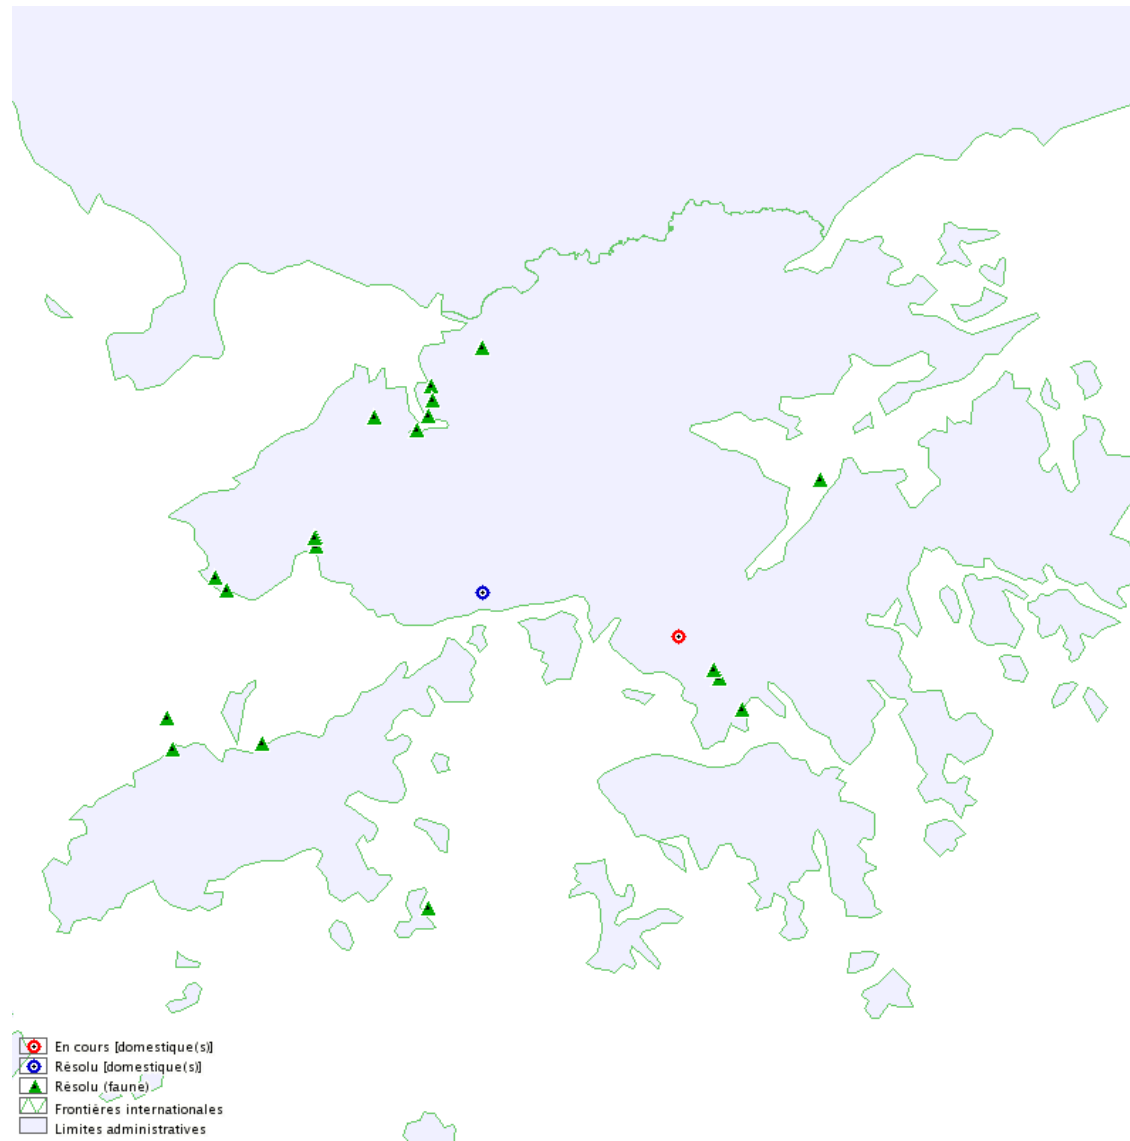 En cours [domestique(s)]
Résolu [domestique(s)]
Résolu (faune)
Frontières internationales
Limites administratives